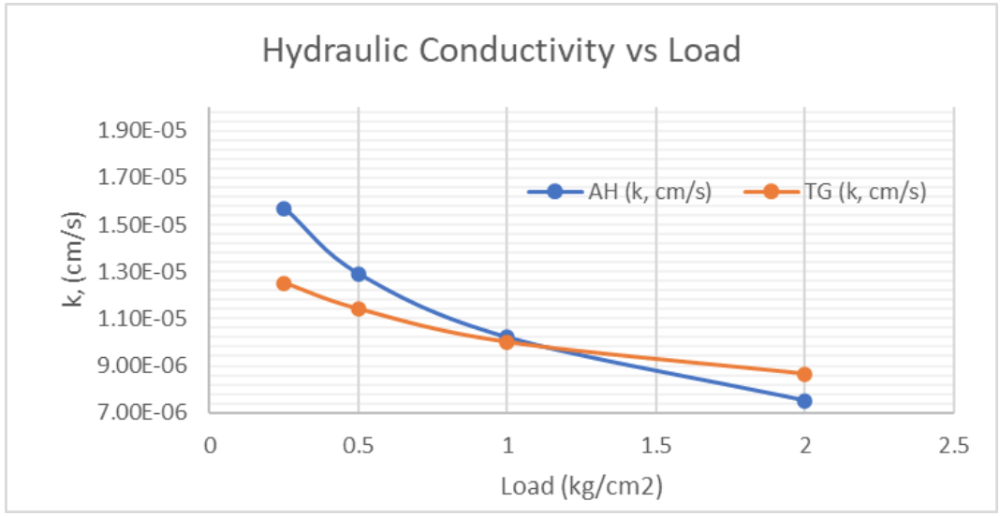 Hydraulic Conductivity vs Load
1.90E-05
1.70E-05
AH (k, cm/s) TG (k, cm/s)
1.50E-05
1.30E-05
1.10E-05
9.00E-06
7.00E-06
k, (cm/s)
0 0.5 1 1.5 2 2.5
Load (kg/cm2)